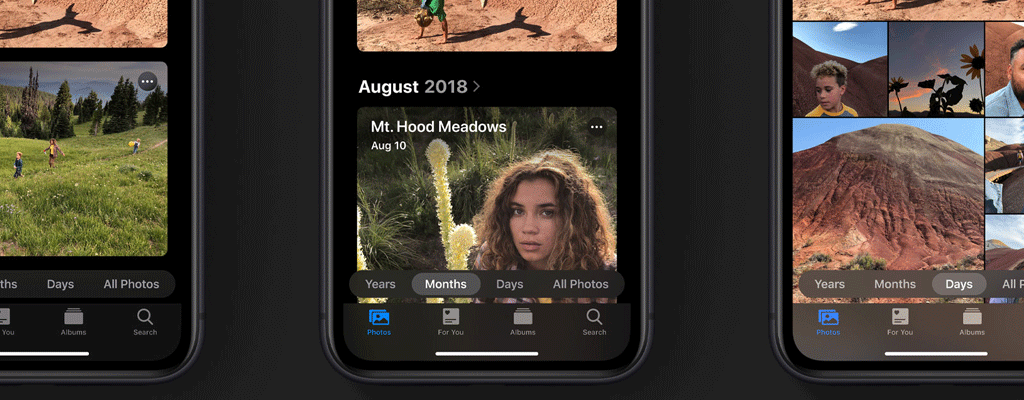 ths
Days
All Photos
You
Albums
Search
August 2018
Mt. Hood Meadows
Aug 10
Years
Months
Days
All Photos
Photos
For You
Albums
Search
Years
Months
Days
All P
Photos
For You
Albums